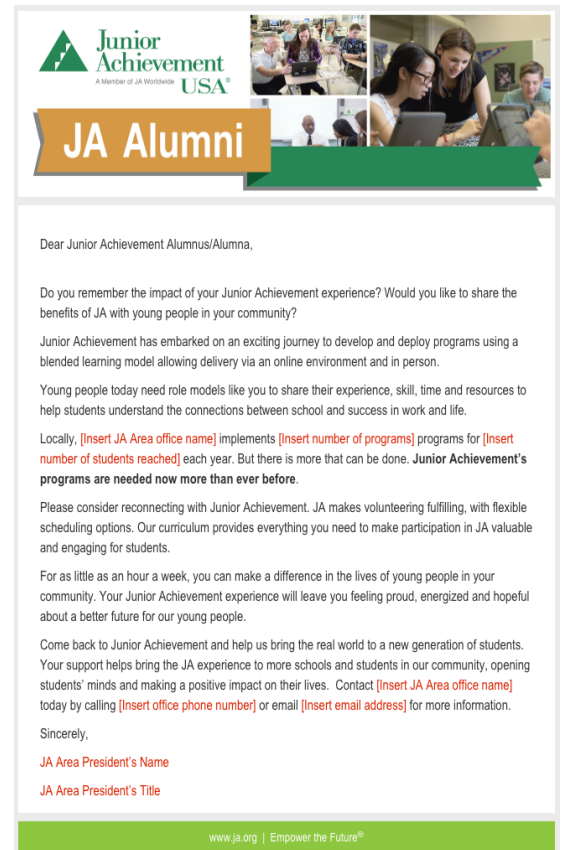 Junior
Achievement
A Member of JA Worldwide
USA®
JA Alumni
Dear Junior Achievement Alumnus/Alumna,
Do you remember the impact of your Junior Achievement experience? Would you like to share the
benefits of JA with young people in your community?
Junior Achievement has embarked on an exciting journey to develop and deploy programs using a
blended learning model allowing delivery via an online environment and in person.
Young people today need role models like you to share their experience, skill, time and resources to
help students understand the connections between school and success in work and life.
Locally, [Insert JA Area office name] implements [Insert number of programs] programs for [Insert
number of students reached] each year. But there is more that can be done. Junior Achievement’s
programs are needed now more than ever before.
Please consider reconnecting with Junior Achievement. JA makes volunteering fulfilling, with flexible
scheduling options. Our curriculum provides everything you need to make participation in JA valuable
and engaging for students.
For as little as an hour a week, you can make a difference in the lives of young people in your
community. Your Junior Achievement experience will leave you feeling proud, energized and hopeful
about a better future for our young people.
Come back to Junior Achievement and help us bring the real world to a new generation of students.
Your support helps bring the JA experience to more schools and students in our community, opening
students’ minds and making a positive impact on their lives.  Contact [Insert JA Area office name]
today by calling [Insert office phone number] or email [Insert email address] for more information.
Sincerely,
JA Area President’s Name
JA Area President’s Title
www.ja.org | Empower the Future®